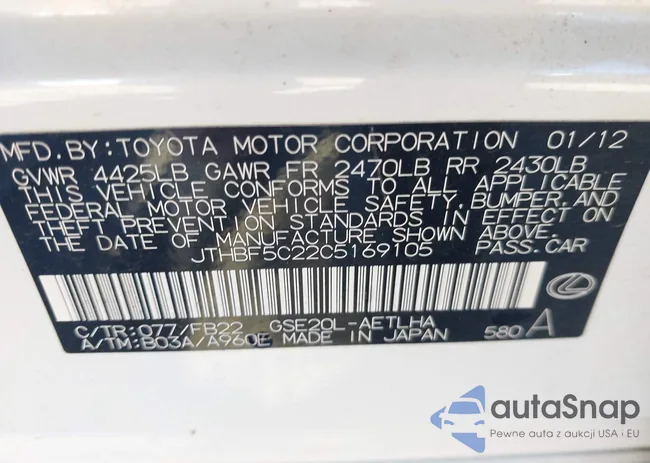 MFD.BY:TOYOTA MOTOR CORPORATION 01/12
GVWR 4425LB GAWR FR 2470LB RR 2430LB
THIS VEHICLE CONFORMS TO ALL APPLICABLE
FEDERAL MOTOR VEHICLE SAFETY,BUMPER,AND
THEFT PREVENTION STANDARDS IN EFFECT ON
THE DATE OF MANUFACTURE SHOWN ABOVE.
JTHBF5C22C5169105 PASS.CAR
C/TR:077/FB22 GSE20L-AETLHA
A/TM:B03A/A960E MADE IN JAPAN 580 A
autaSnap
Pewne auta z aukcji USA i EU